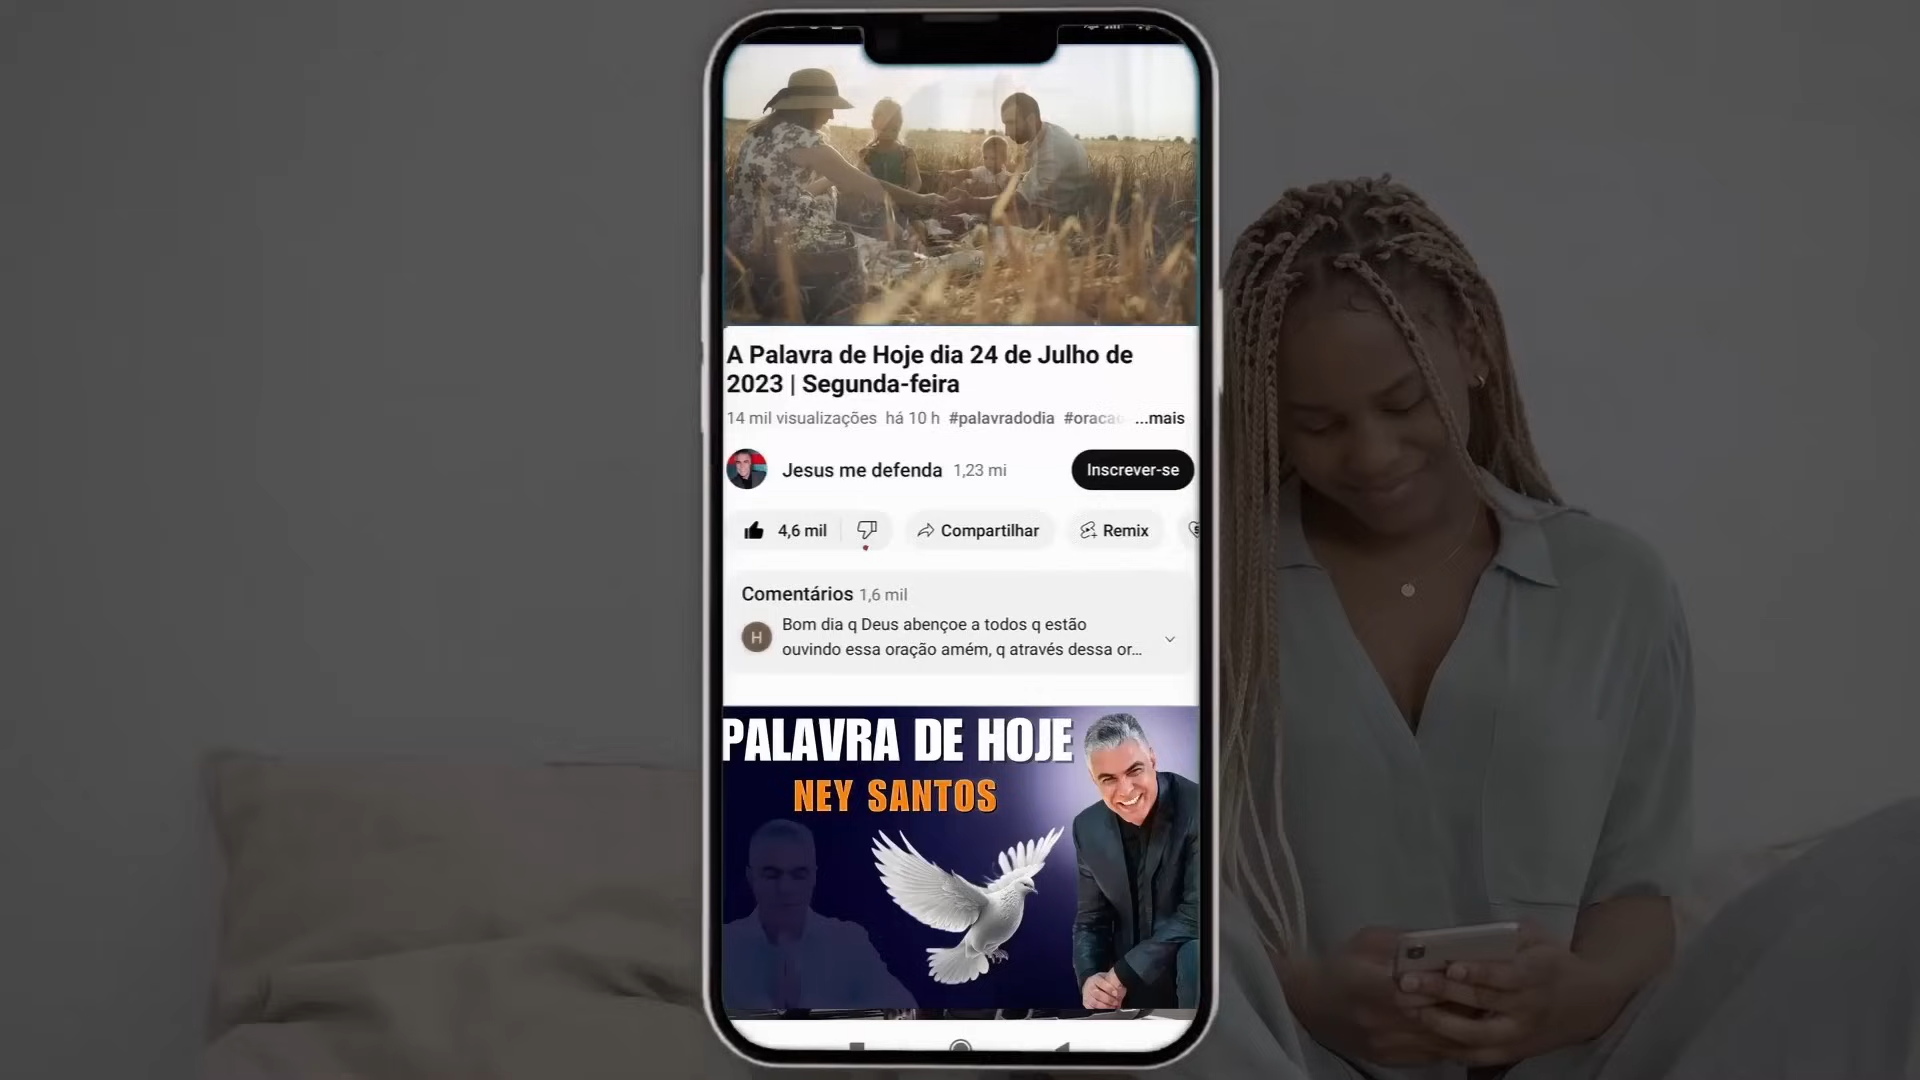 A Palavra de Hoje dia 24 de Julho de
2023 | Segunda-feira
14 mil visualizações há 10 h #palavradodia #oracao ...mais
Jesus me defenda 1,23 mi
Inscrever-se
4,6 mil
Compartilhar
Remix
Comentários 1,6 mil
H
Bom dia q Deus abençoe a todos q estão
ouvindo essa oração amém, q através dessa or...
PALAVRA DE HOJE
NEY SANTOS